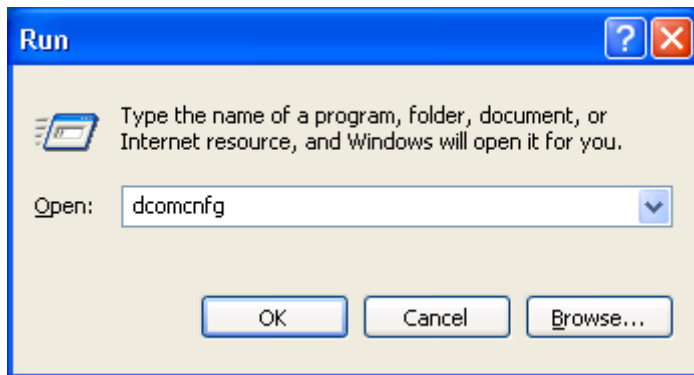 Run
Type the name of a program, folder, document, or
Internet resource, and Windows will open it for you.
Open: dcomcnfg
OK Cancel Browse...